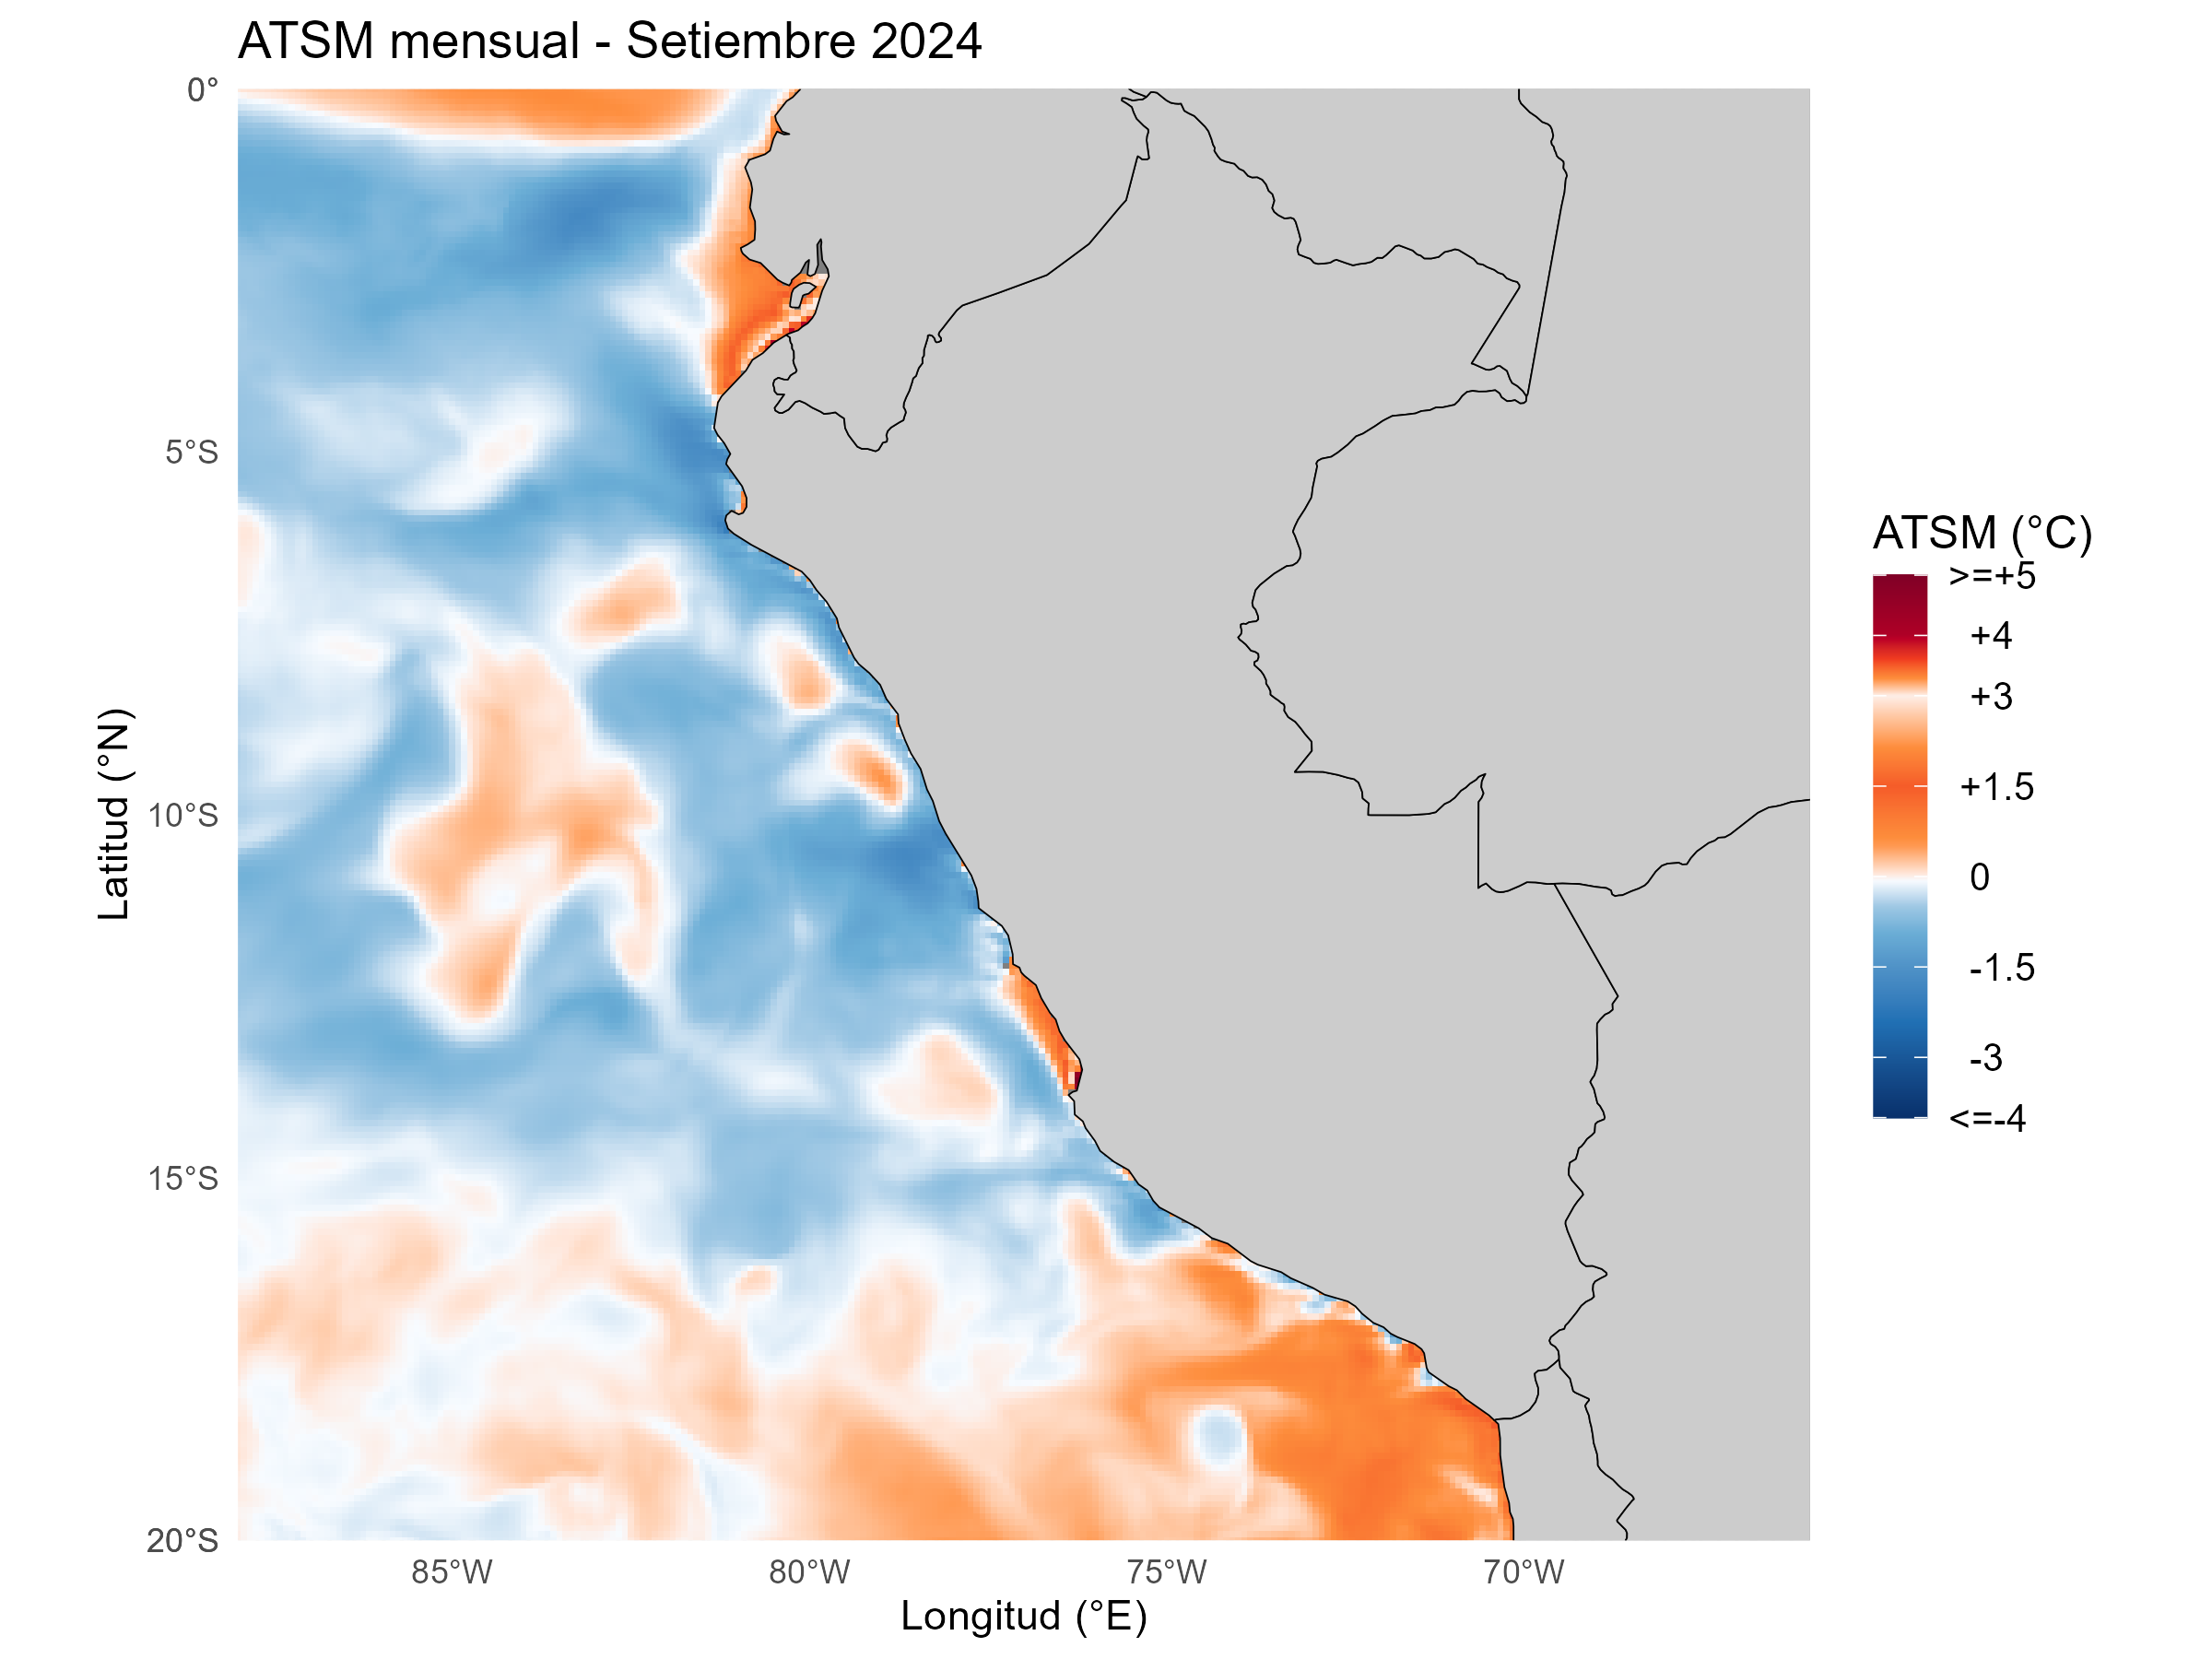 ATSM mensual - Setiembre 2024
0°
5°S
10°S
15°S
20°S
Latitud (°N)
85°W
80°W
75°W
70°W
Longitud (°E)
ATSM (°C)
>=+5
+4
+3
+1.5
0
-1.5
-3
<=-4